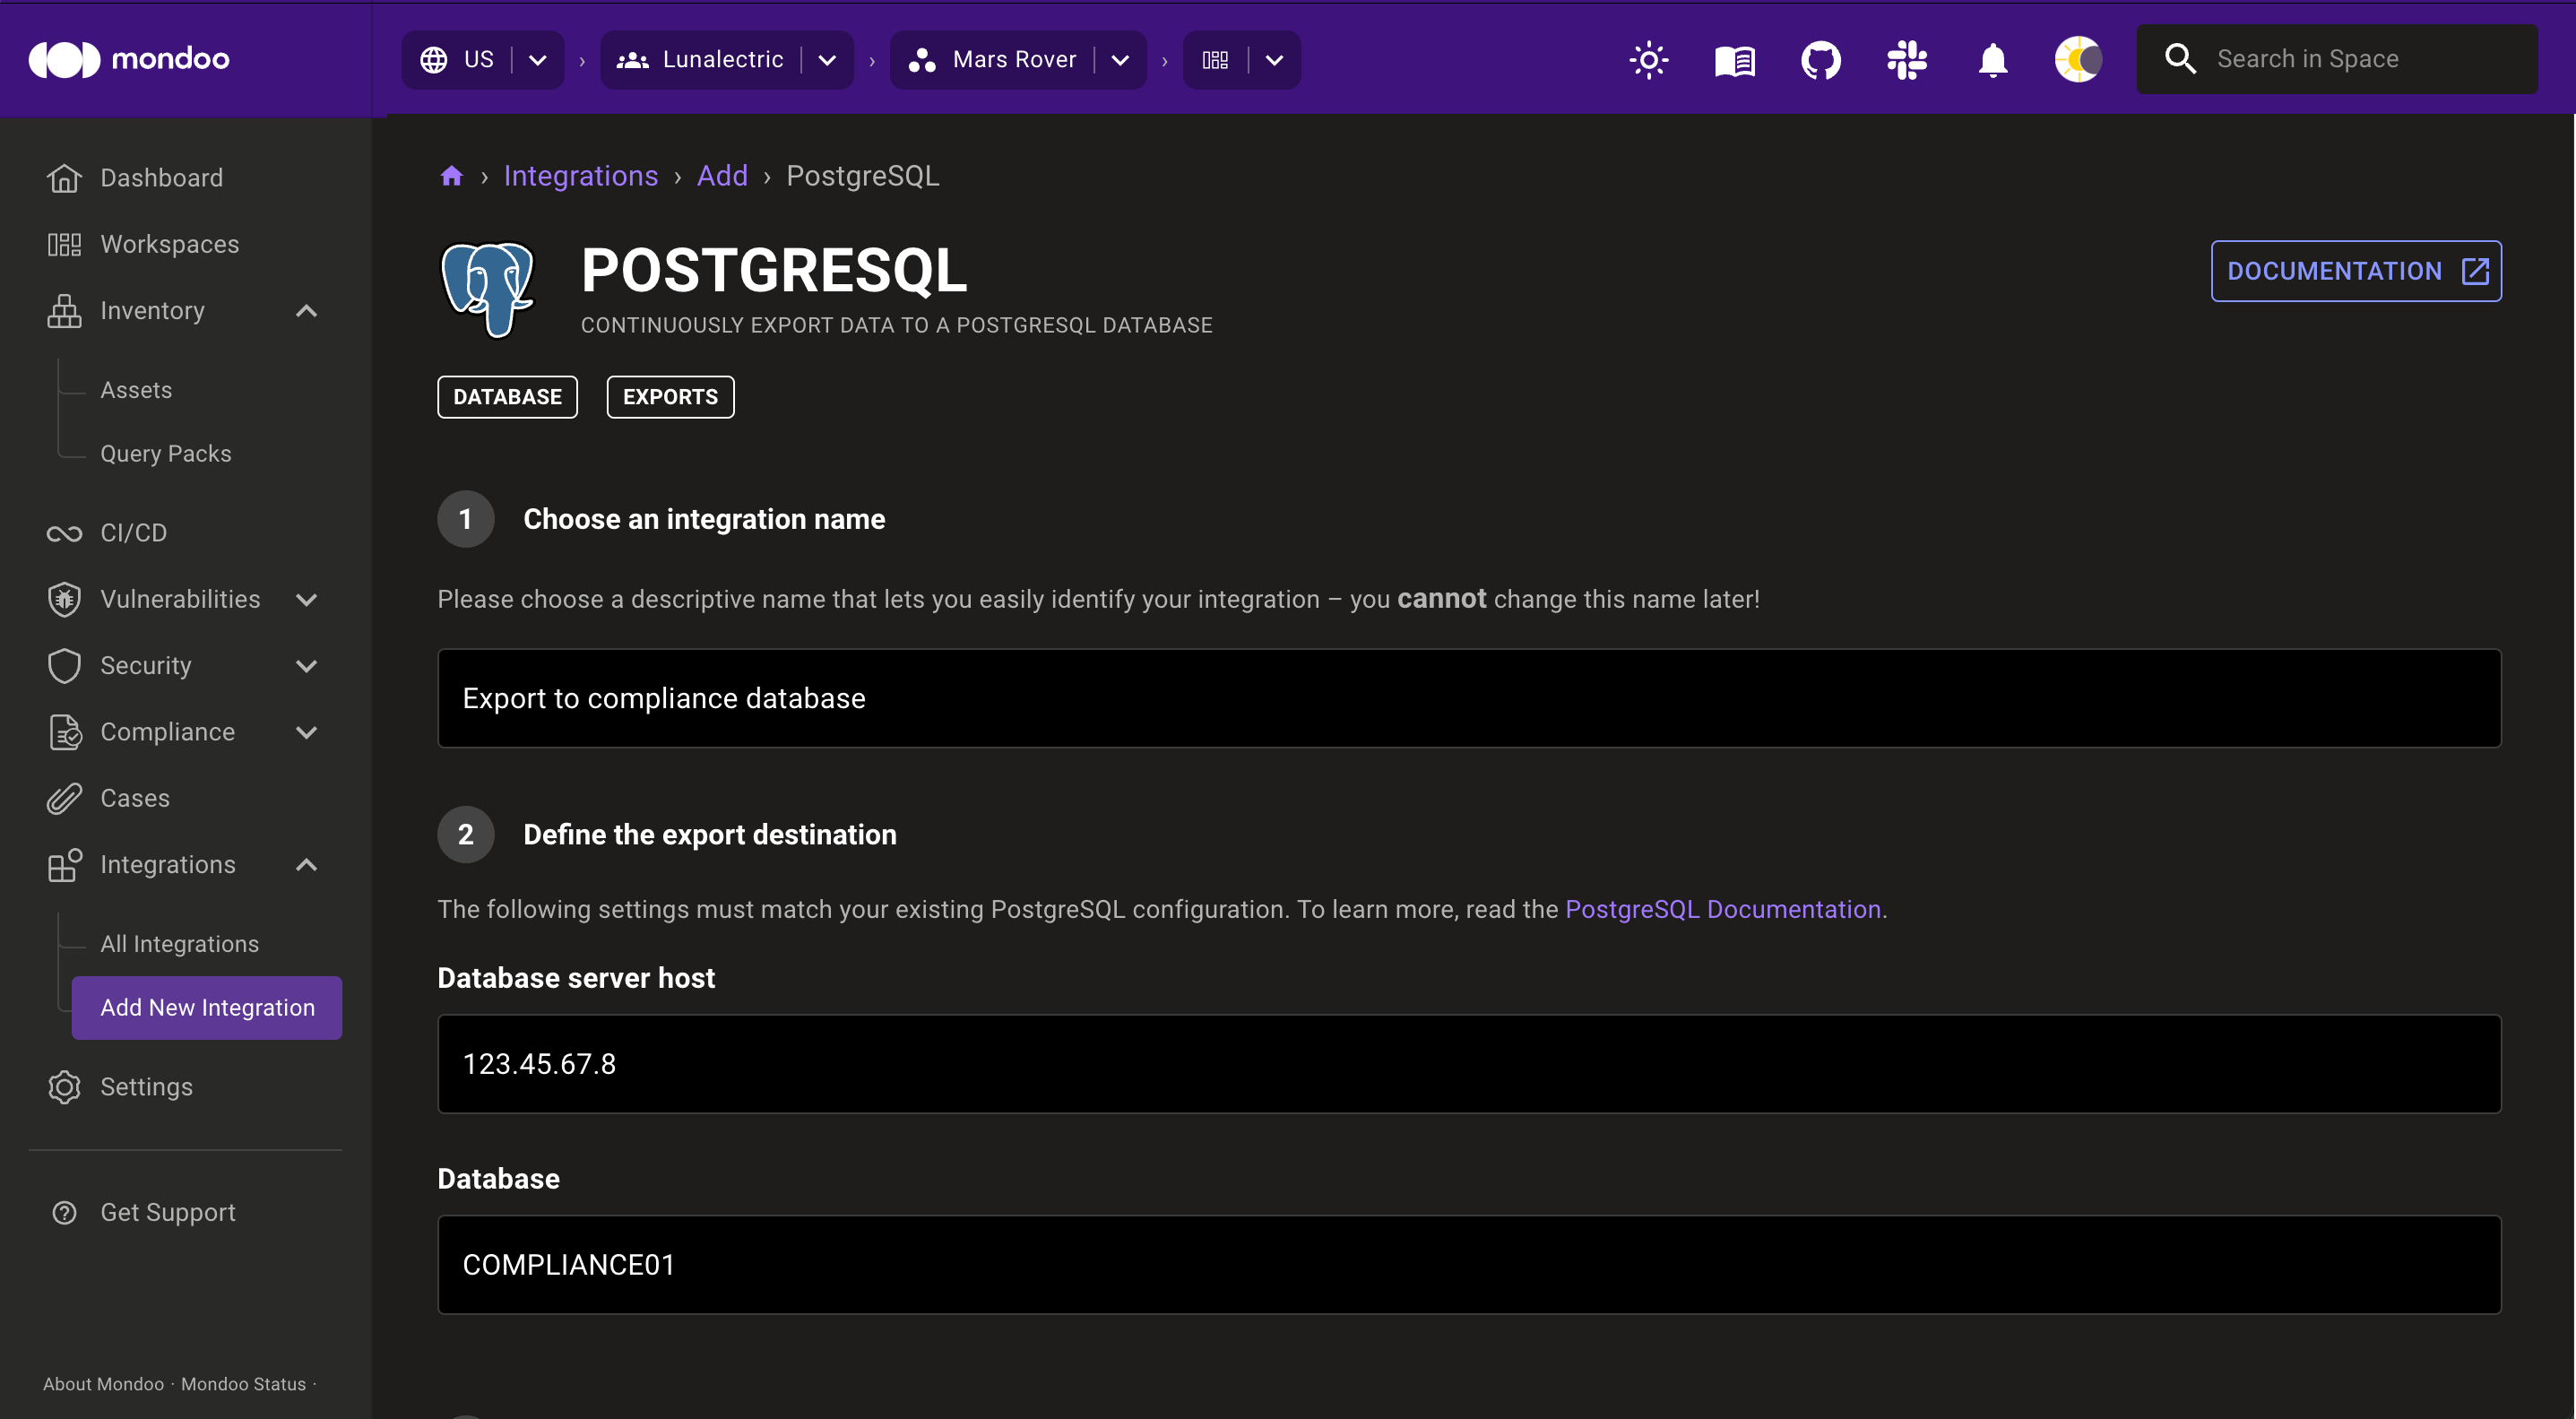 mondoo
US › Lunalectric › Mars Rover ›
Search in Space
Dashboard
Workspaces
Inventory
Assets
Query Packs
CI/CD
Vulnerabilities
Security
Compliance
Cases
Integrations
All Integrations
Add New Integration
Settings
Get Support
About Mondoo · Mondoo Status ·
› Integrations › Add › PostgreSQL
POSTGRESQL
CONTINUOUSLY EXPORT DATA TO A POSTGRESQL DATABASE
DOCUMENTATION
DATABASE EXPORTS
1 Choose an integration name
Please choose a descriptive name that lets you easily identify your integration – you cannot change this name later!
Export to compliance database
2 Define the export destination
The following settings must match your existing PostgreSQL configuration. To learn more, read the PostgreSQL Documentation.
Database server host
123.45.67.8
Database
COMPLIANCE01